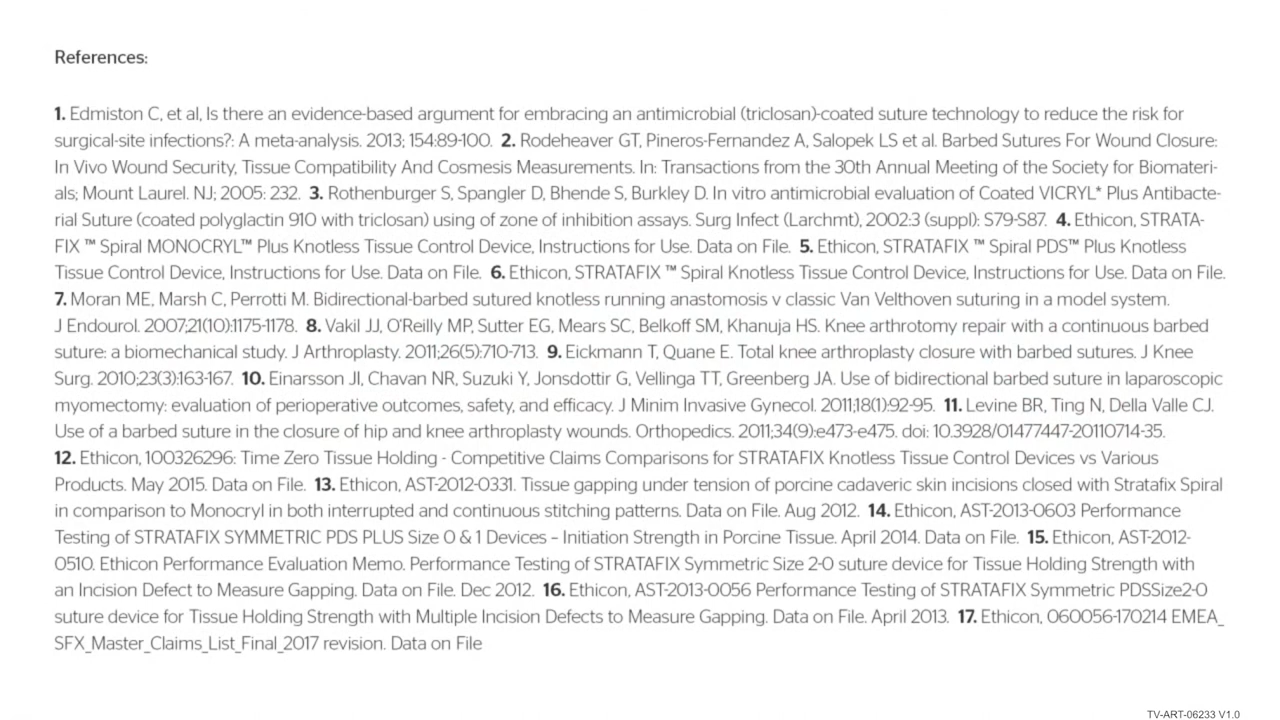 References:
1. Edmiston C, et al, Is there an evidence-based argument for embracing an antimicrobial (triclosan)-coated suture technology to reduce the risk for
surgical-site infections?: A meta-analysis. 2013; 154:89-100. 2. Rodeheaver GT, Pineros-Fernandez A, Salopek LS et al. Barbed Sutures For Wound Closure:
In Vivo Wound Security, Tissue Compatibility And Cosmesis Measurements. In: Transactions from the 30th Annual Meeting of the Society for Biomateri-
als; Mount Laurel. NJ; 2005: 232. 3. Rothenburger S, Spangler D, Bhende S, Burkley D. In vitro antimicrobial evaluation of Coated VICRYL* Plus Antibacte-
rial Suture (coated polyglactin 910 with triclosan) using of zone of inhibition assays. Surg Infect (Larchmt), 2002:3 (suppl): S79-S87. 4. Ethicon, STRATA-
FIX ™ Spiral MONOCRYL™ Plus Knotless Tissue Control Device, Instructions for Use. Data on File. 5. Ethicon, STRATAFIX ™ Spiral PDS™ Plus Knotless
Tissue Control Device, Instructions for Use. Data on File. 6. Ethicon, STRATAFIX ™ Spiral Knotless Tissue Control Device, Instructions for Use. Data on File.
7. Moran ME, Marsh C, Perrotti M. Bidirectional-barbed sutured knotless running anastomosis v classic Van Velthoven suturing in a model system.
J Endourol. 2007;21(10):1175-1178. 8. Vakil JJ, O'Reilly MP, Sutter EG, Mears SC, Belkoff SM, Khanuja HS. Knee arthrotomy repair with a continuous barbed
suture: a biomechanical study. J Arthroplasty. 2011;26(5):710-713. 9. Eickmann T, Quane E. Total knee arthroplasty closure with barbed sutures. J Knee
Surg. 2010;23(3):163-167. 10. Einarsson JI, Chavan NR, Suzuki Y, Jonsdottir G, Vellinga TT, Greenberg JA. Use of bidirectional barbed suture in laparoscopic
myomectomy: evaluation of perioperative outcomes, safety, and efficacy. J Minim Invasive Gynecol. 2011;18(1):92-95. 11. Levine BR, Ting N, Della Valle CJ.
Use of a barbed suture in the closure of hip and knee arthroplasty wounds. Orthopedics. 2011;34(9):e473-e475. doi: 10.3928/01477447-20110714-35.
12. Ethicon, 100326296: Time Zero Tissue Holding - Competitive Claims Comparisons for STRATAFIX Knotless Tissue Control Devices vs Various
Products. May 2015. Data on File. 13. Ethicon, AST-2012-0331. Tissue gapping under tension of porcine cadaveric skin incisions closed with Stratafix Spiral
in comparison to Monocryl in both interrupted and continuous stitching patterns. Data on File. Aug 2012. 14. Ethicon, AST-2013-0603 Performance
Testing of STRATAFIX SYMMETRIC PDS PLUS Size 0 & 1 Devices – Initiation Strength in Porcine Tissue. April 2014. Data on File. 15. Ethicon, AST-2012-
0510. Ethicon Performance Evaluation Memo. Performance Testing of STRATAFIX Symmetric Size 2-0 suture device for Tissue Holding Strength with
an Incision Defect to Measure Gapping. Data on File. Dec 2012. 16. Ethicon, AST-2013-0056 Performance Testing of STRATAFIX Symmetric PDSSize2-0
suture device for Tissue Holding Strength with Multiple Incision Defects to Measure Gapping. Data on File. April 2013. 17. Ethicon, 060056-170214 EMEA_
SFX_Master_Claims_List_Final_2017 revision. Data on File
TV-ART-06233 V1.0